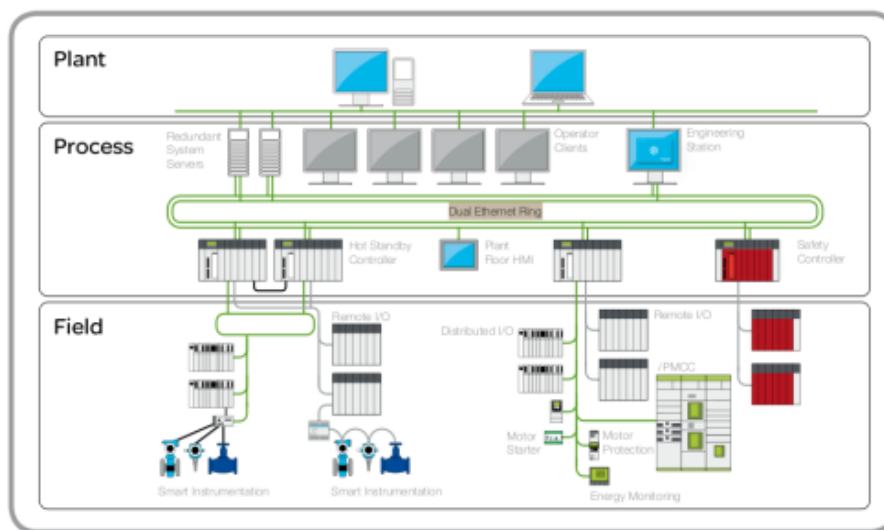 Plant
Process
Redundant
System
Servers
Operator
Clients
Engineering
Station
Dual Ethernet Ring
Hot Standby
Controller
Plant
Floor HMI
Safety
Controller
Field
Remote I/O
Distributed I/O
Remote I/O
iPMCC
Motor
Starter
Motor
Protection
Smart Instrumentation
Smart Instrumentation
Energy Monitoring